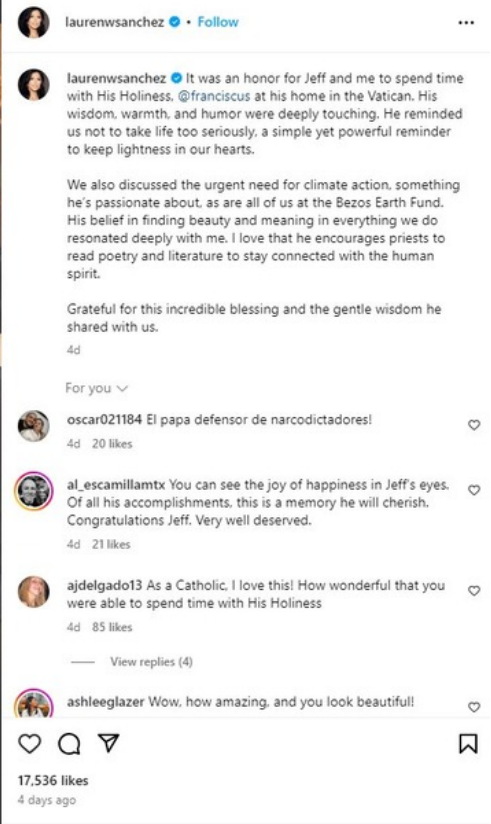 laurenwsanchez • Follow
laurenwsanchez It was an honor for Jeff and me to spend time
with His Holiness, @franciscus at his home in the Vatican. His
wisdom, warmth, and humor were deeply touching. He reminded
us not to take life too seriously, a simple yet powerful reminder
to keep lightness in our hearts.
We also discussed the urgent need for climate action, something
he's passionate about, as are all of us at the Bezos Earth Fund.
His belief in finding beauty and meaning in everything we do
resonated deeply with me. I love that he encourages priests to
read poetry and literature to stay connected with the human
spirit.
Grateful for this incredible blessing and the gentle wisdom he
shared with us.
4d
For you
oscar021184 El papa defensor de narcodictadores!
4d 20 likes
al_escamillamtx You can see the joy of happiness in Jeff's eyes.
Of all his accomplishments, this is a memory he will cherish.
Congratulations Jeff. Very well deserved.
4d 21 likes
ajdelgado13 As a Catholic, I love this! How wonderful that you
were able to spend time with His Holiness
4d 85 likes
View replies (4)
ashleeglazer Wow, how amazing, and you look beautiful!
17,536 likes
4 days ago